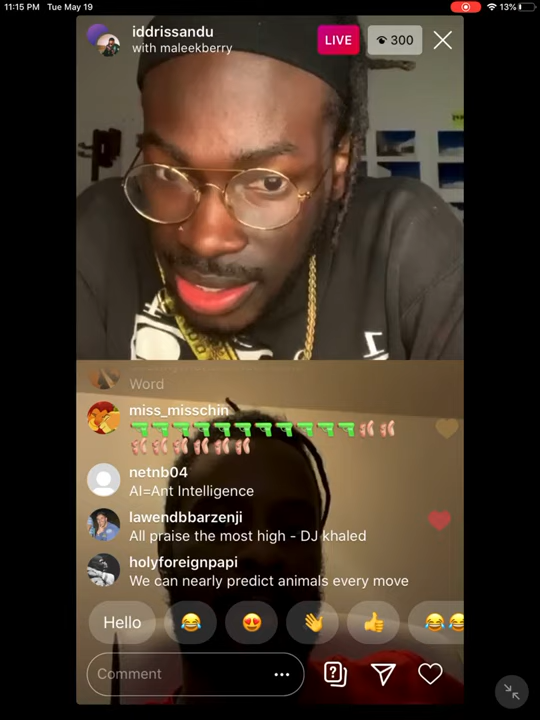 11:15 PM Tue May 19
13%
iddrissandu
with maleekberry
LIVE
300
Word
miss_misschin
netnb04
AI=Ant Intelligence
lawendbbarzenji
All praise the most high - DJ khaled
holyforeignpapi
We can nearly predict animals every move
Hello
Comment